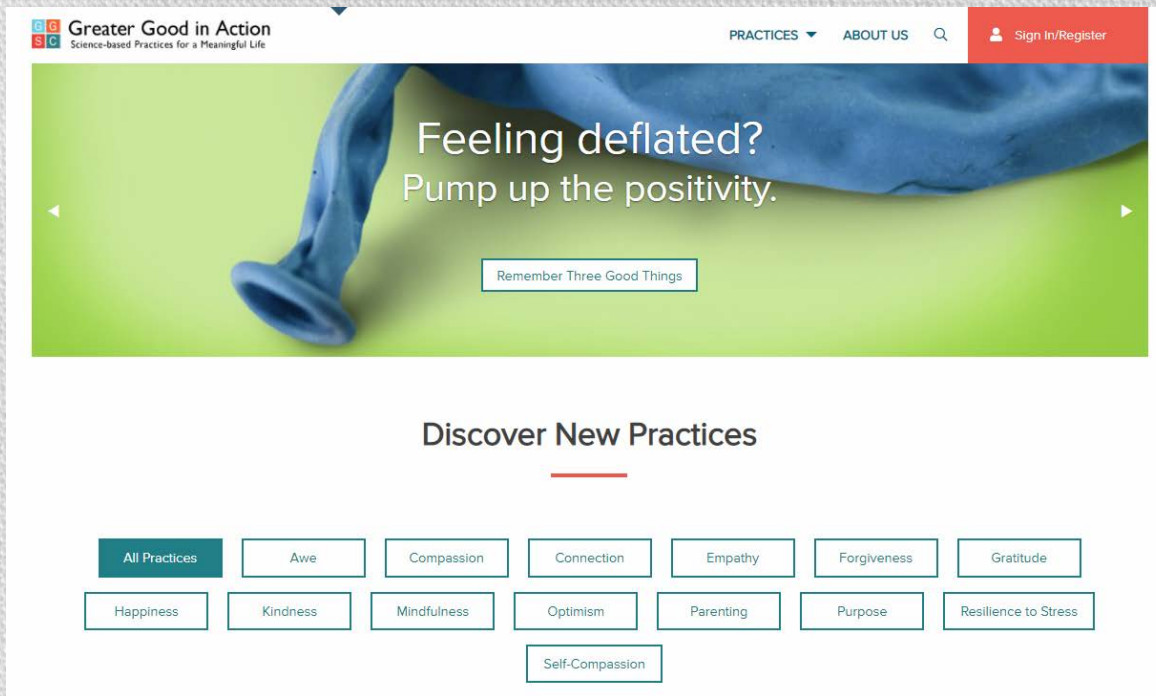 GG
SC
Greater Good in Action
Science-based Practices for a Meaningful Life
PRACTICES
ABOUT US
Sign In/Register
Feeling deflated?
Pump up the positivity.
Remember Three Good Things
Discover New Practices
All Practices
Awe
Compassion
Connection
Empathy
Forgiveness
Gratitude
Happiness
Kindness
Mindfulness
Optimism
Parenting
Purpose
Resilience to Stress
Self-Compassion